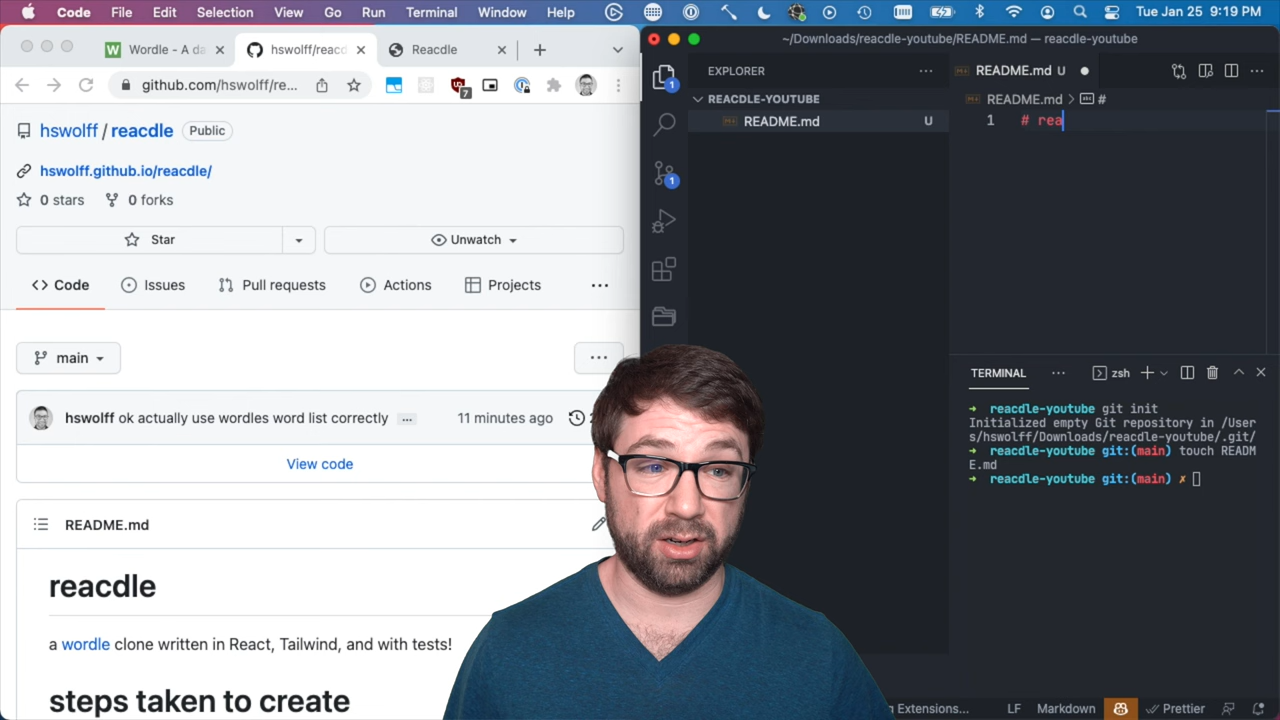 Code File Edit Selection View Go Run Terminal Window Help Tue Jan 25 9:19 PM
Wordle - A da
hswolff/reacd
Reacdle
github.com/hswolff/re...
7
hswolff / reacdle Public
hswolff.github.io/reacdle/
0 stars 0 forks
Star
Unwatch
Code Issues Pull requests Actions Projects ...
main
...
hswolff ok actually use wordles word list correctly ... 11 minutes ago
View code
README.md
reacdle
a wordle clone written in React, Tailwind, and with tests!
steps taken to create
~/Downloads/reacdle-youtube/README.md — reacdle-youtube
1
1
EXPLORER ...
REACDLE-YOUTUBE
README.md U
README.md U
...
README.md > #
1 # rea
TERMINAL ... zsh
→ reacdle-youtube git init
Initialized empty Git repository in /User
s/hswolff/Downloads/reacdle-youtube/.git/
→ reacdle-youtube git:(main) touch READM
E.md
→ reacdle-youtube git:(main) ✗
Extensions... LF Markdown Prettier